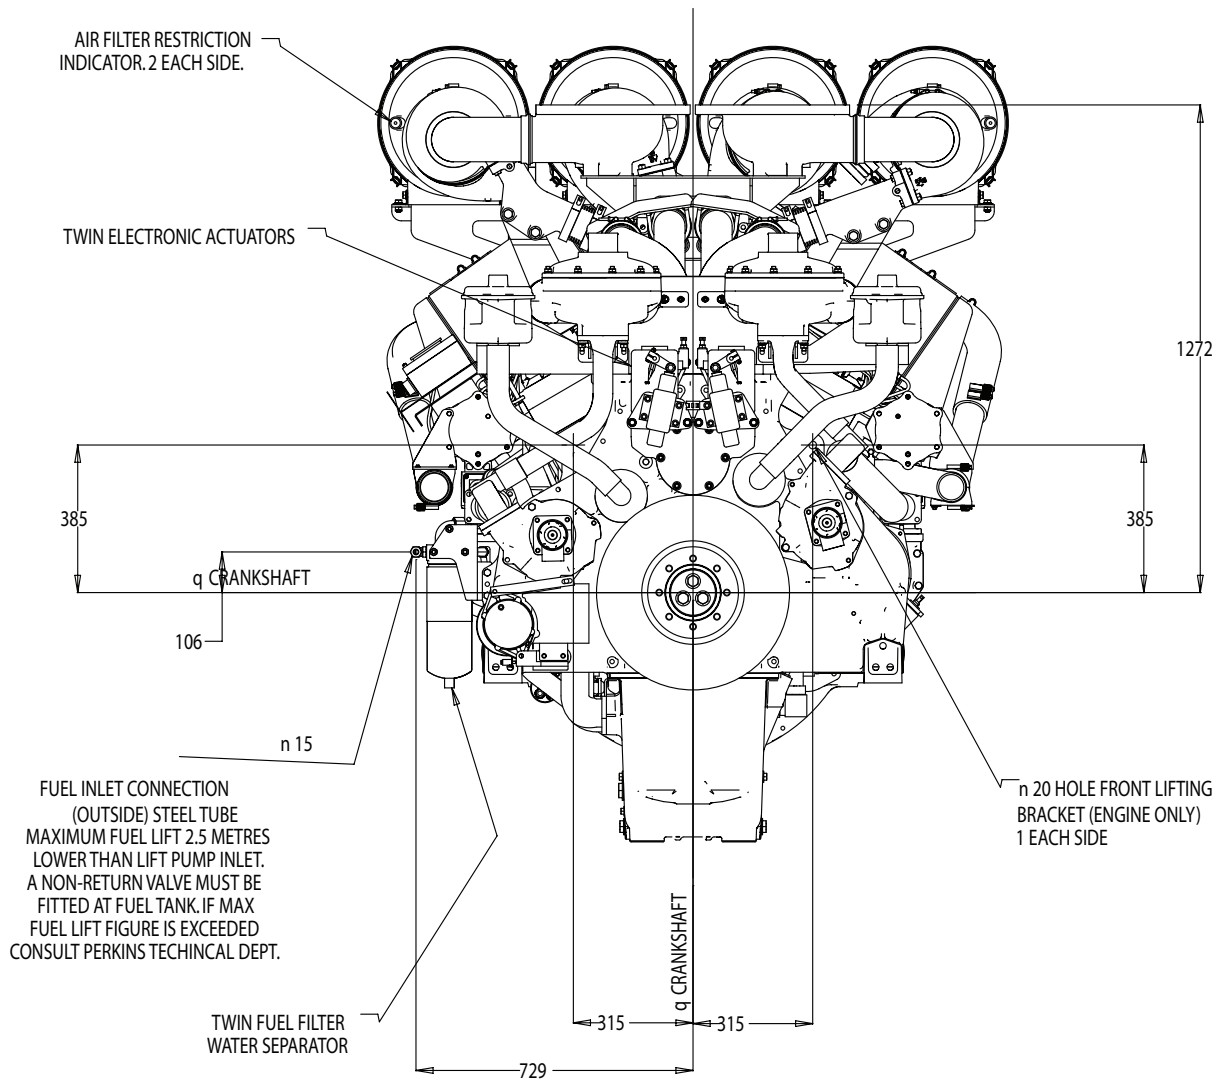 AIR FILTER RESTRICTION
INDICATOR. 2 EACH SIDE.
TWIN ELECTRONIC ACTUATORS
1272
385
385
q CRANKSHAFT
106
n 15
FUEL INLET CONNECTION
(OUTSIDE) STEEL TUBE
MAXIMUM FUEL LIFT 2.5 METRES
LOWER THAN LIFT PUMP INLET.
A NON-RETURN VALVE MUST BE
FITTED AT FUEL TANK. IF MAX
FUEL LIFT FIGURE IS EXCEEDED
CONSULT PERKINS TECHINCAL DEPT.
n 20 HOLE FRONT LIFTING
BRACKET (ENGINE ONLY)
1 EACH SIDE
q CRANKSHAFT
TWIN FUEL FILTER
WATER SEPARATOR
315
315
729